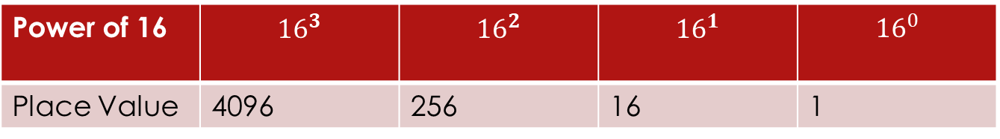 Power of 16 16³ 16² 16¹ 16⁰
Place Value 4096 256 16 1